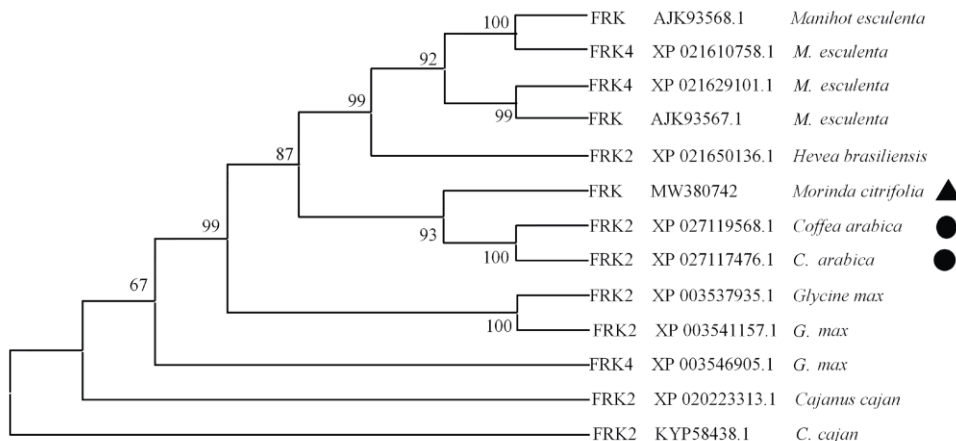 100 FRK AJK93568.1 Manihot esculenta
92 FRK4 XP 021610758.1 M. esculenta
99 FRK4 XP 021629101.1 M. esculenta
99 FRK AJK93567.1 M. esculenta
87 FRK2 XP 021650136.1 Hevea brasiliensis
FRK MW380742 Morinda citrifolia
99 93 FRK2 XP 027119568.1 Coffea arabica
100 FRK2 XP 027117476.1 C. arabica
67 FRK2 XP 003537935.1 Glycine max
100 FRK2 XP 003541157.1 G. max
FRK4 XP 003546905.1 G. max
FRK2 XP 020223313.1 Cajanus cajan
FRK2 KYP58438.1 C. cajan